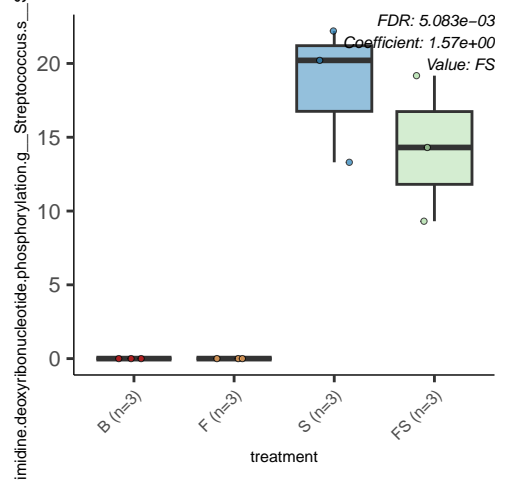 imidine.deoxyribonucleotide.phosphorylation.g__Streptococcus.s__S
FDR: 5.083e−03
Coefficient: 1.57e+00
Value: FS
20
15
10
5
0
B (n=3)
F (n=3)
S (n=3)
FS (n=3)
treatment